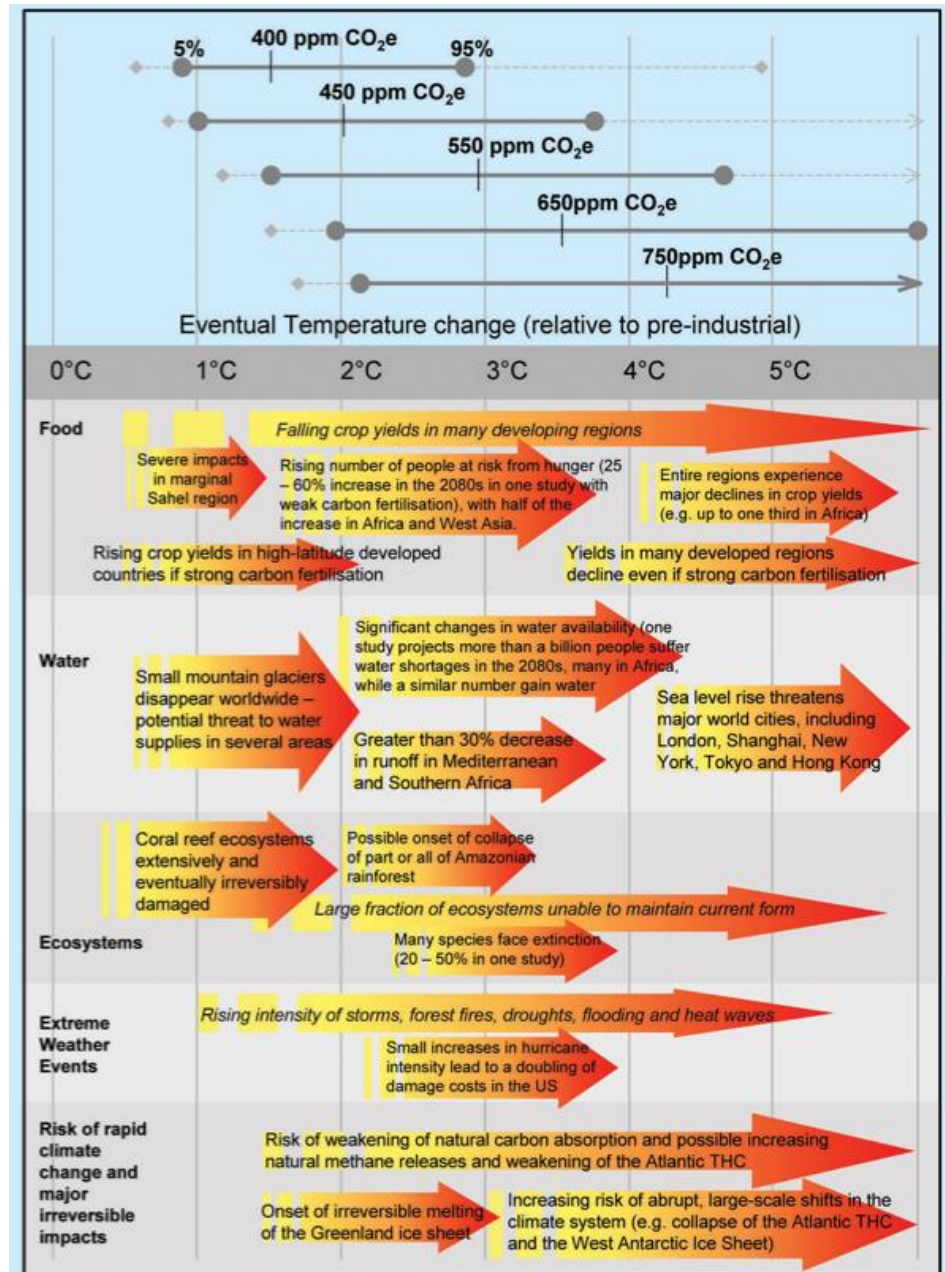 5%
400 ppm CO₂e
95%
450 ppm CO₂e
550 ppm CO₂e
650ppm CO₂e
750ppm CO₂e
Eventual Temperature change (relative to pre-industrial)
0°C 1°C 2°C 3°C 4°C 5°C
Food
Falling crop yields in many developing regions
Severe impacts
in marginal
Sahel region
Rising number of people at risk from hunger (25
– 60% increase in the 2080s in one study with
weak carbon fertilisation), with half of the
increase in Africa and West Asia.
Entire regions experience
major declines in crop yields
(e.g. up to one third in Africa)
Rising crop yields in high-latitude developed
countries if strong carbon fertilisation
Yields in many developed regions
decline even if strong carbon fertilisation
Water
Small mountain glaciers
disappear worldwide –
potential threat to water
supplies in several areas
Significant changes in water availability (one
study projects more than a billion people suffer
water shortages in the 2080s, many in Africa,
while a similar number gain water
Greater than 30% decrease
in runoff in Mediterranean
and Southern Africa
Sea level rise threatens
major world cities, including
London, Shanghai, New
York, Tokyo and Hong Kong
Ecosystems
Coral reef ecosystems
extensively and
eventually irreversibly
damaged
Possible onset of collapse
of part or all of Amazonian
rainforest
Large fraction of ecosystems unable to maintain current form
Many species face extinction
(20 – 50% in one study)
Extreme
Weather
Events
Rising intensity of storms, forest fires, droughts, flooding and heat waves
Small increases in hurricane
intensity lead to a doubling of
damage costs in the US
Risk of rapid
climate
change and
major
irreversible
impacts
Risk of weakening of natural carbon absorption and possible increasing
natural methane releases and weakening of the Atlantic THC
Onset of irreversible melting
of the Greenland ice sheet
Increasing risk of abrupt, large-scale shifts in the
climate system (e.g. collapse of the Atlantic THC
and the West Antarctic Ice Sheet)